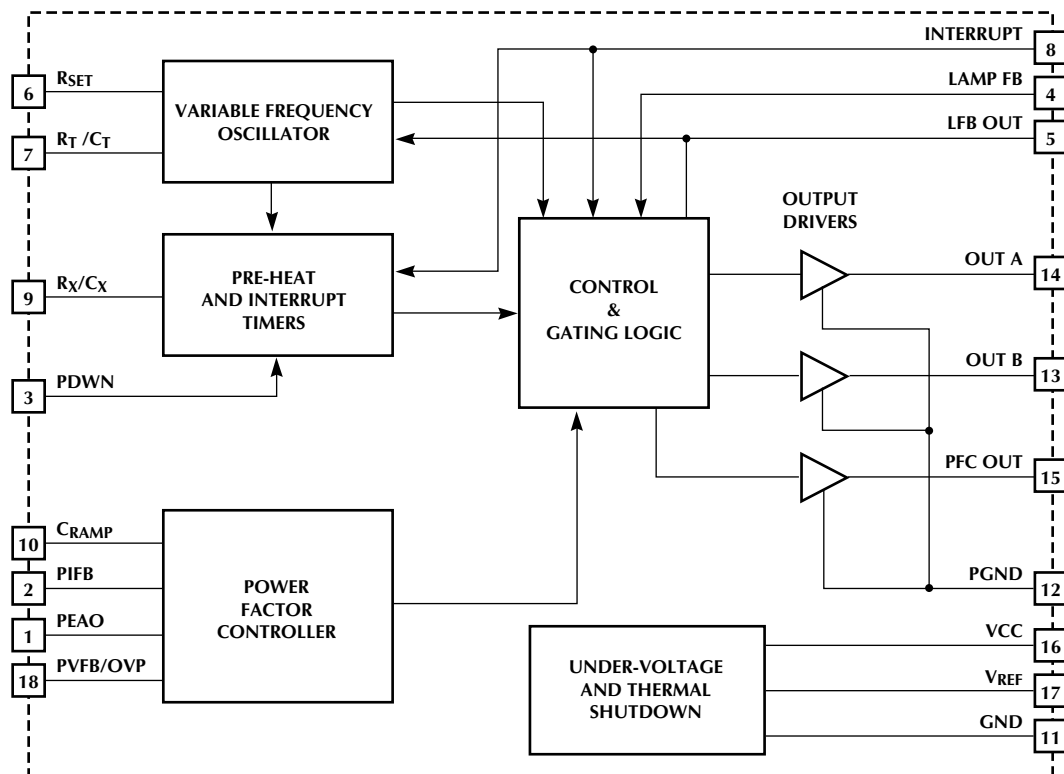 INTERRUPT
8
6
RSET
LAMP FB
4
VARIABLE FREQUENCY
OSCILLATOR
LFB OUT
5
7
RT /CT
OUTPUT
DRIVERS
9
RX/CX
PRE-HEAT
AND INTERRUPT
TIMERS
CONTROL
&
GATING LOGIC
OUT A
14
3
PDWN
OUT B
13
PFC OUT
15
10
CRAMP
2
PIFB
POWER
FACTOR
CONTROLLER
PGND
12
1
PEAO
18
PVFB/OVP
UNDER-VOLTAGE
AND THERMAL
SHUTDOWN
VCC
16
VREF
17
GND
11